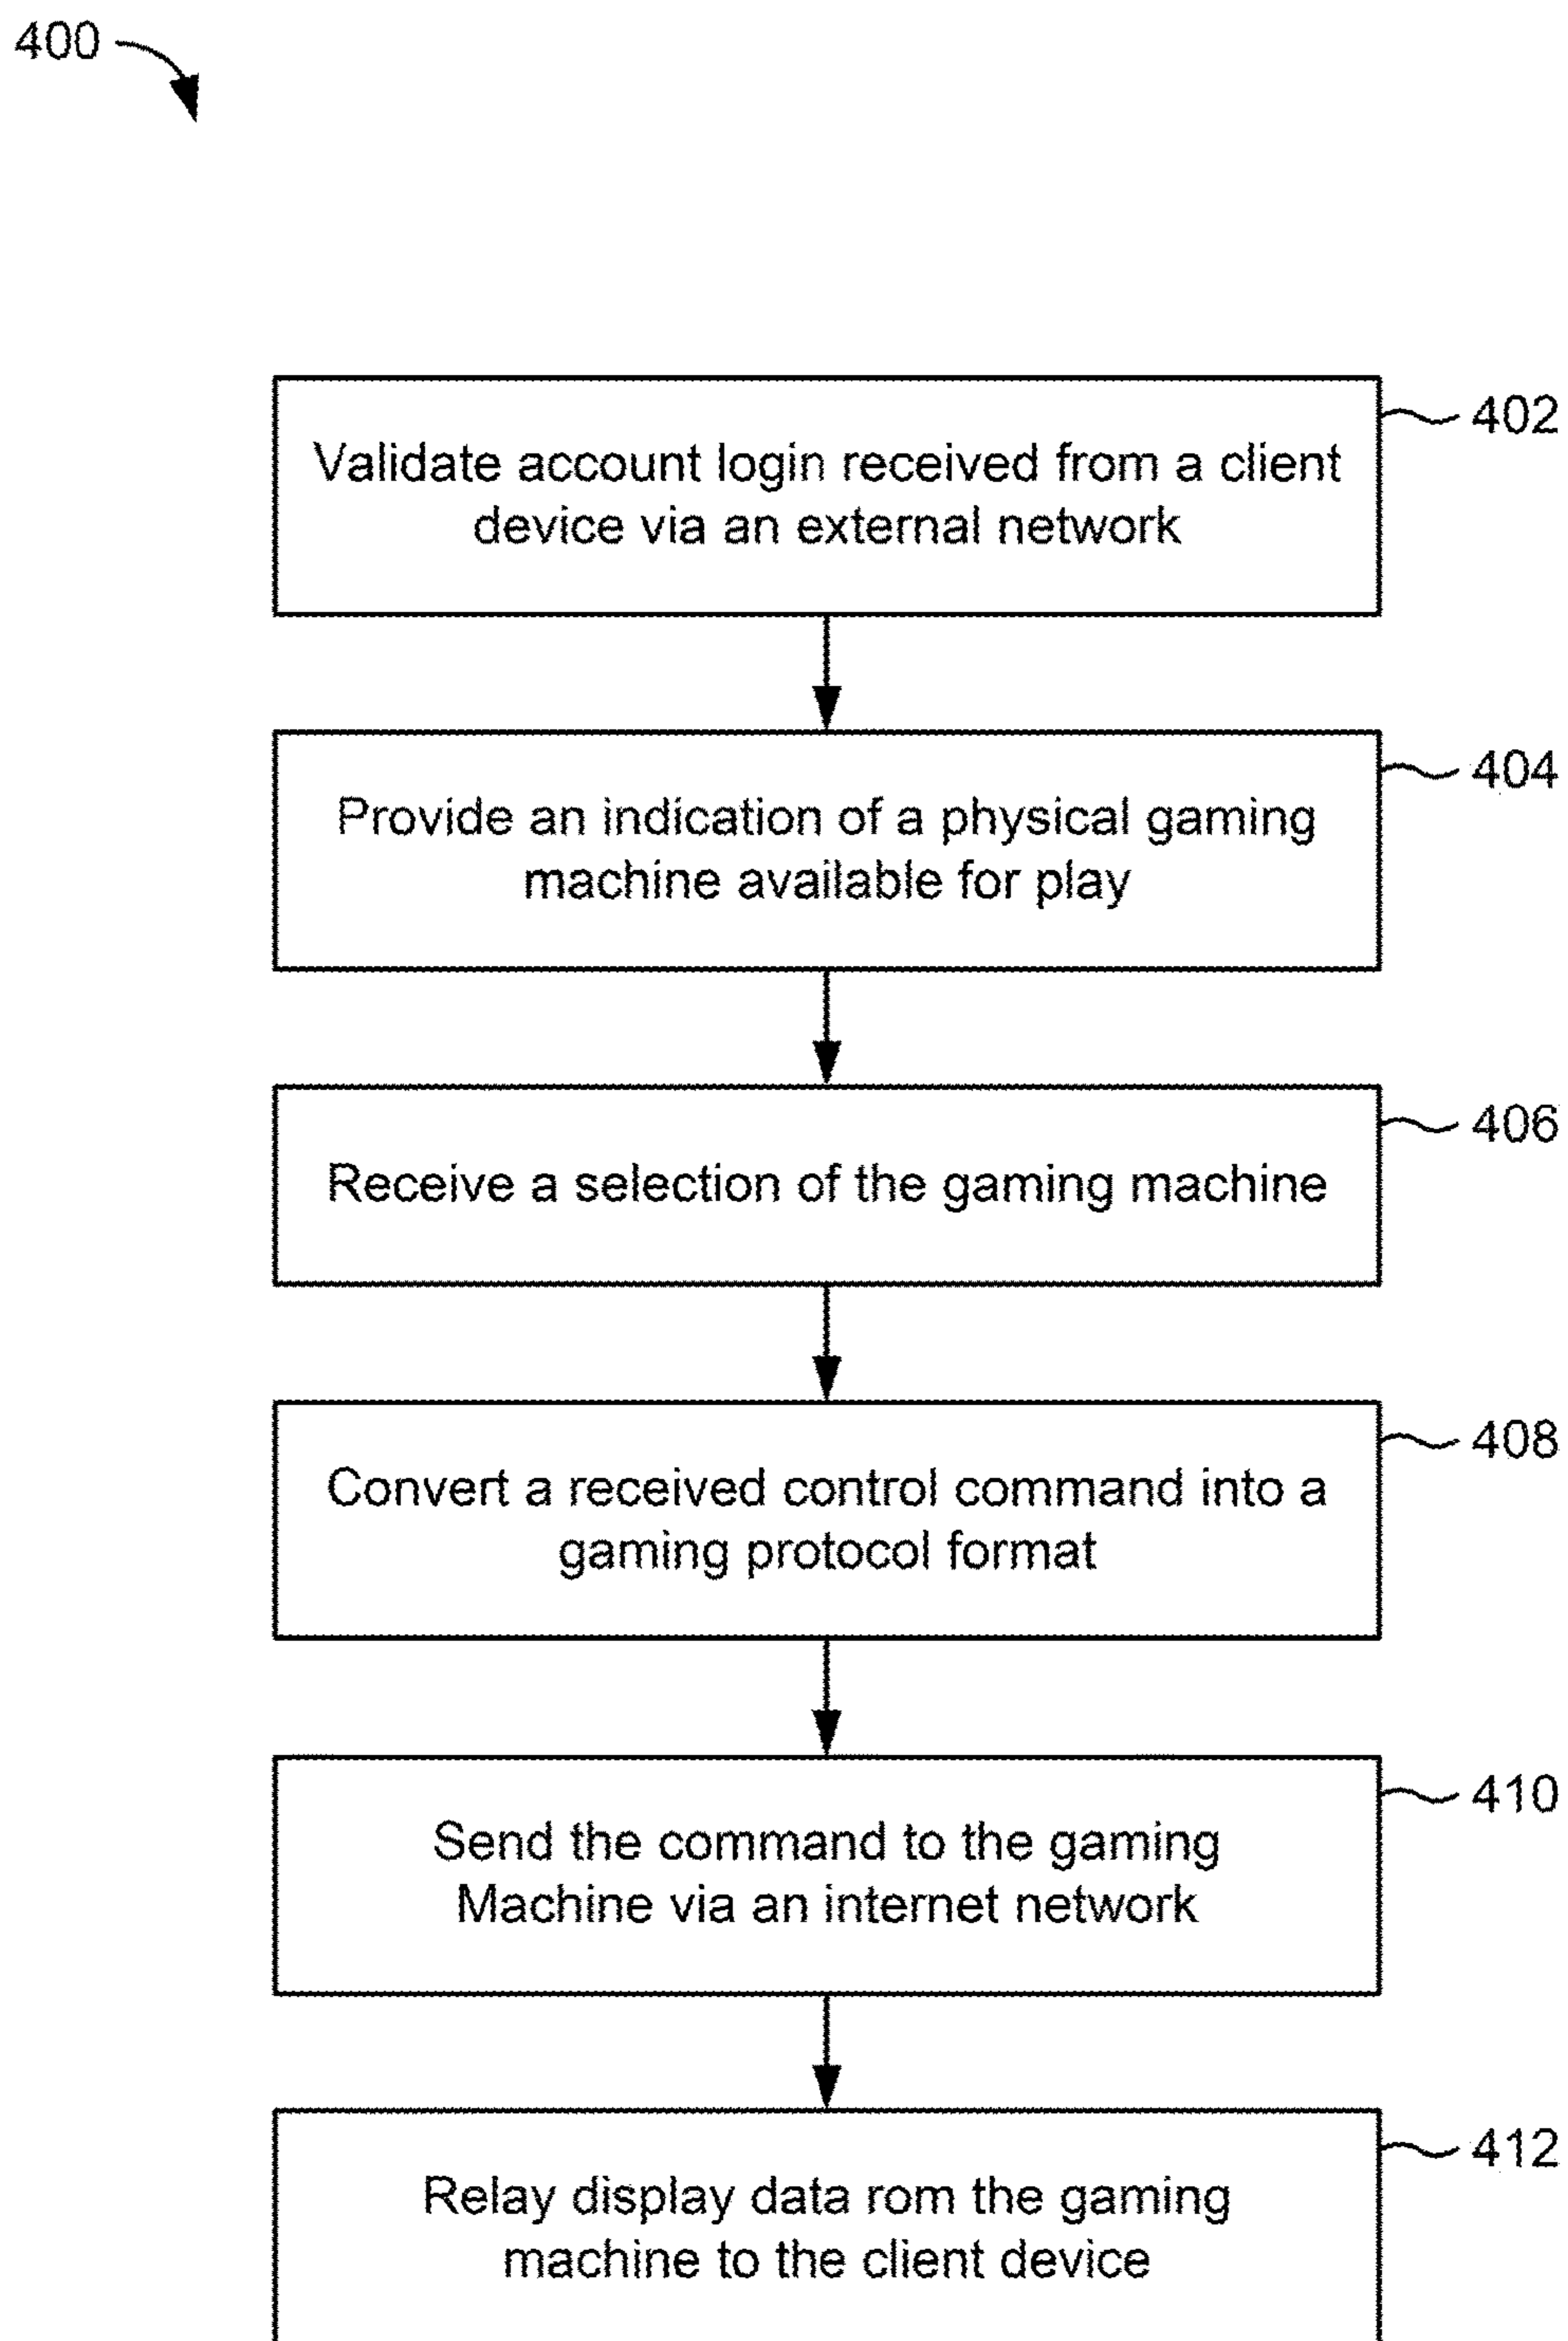 400
402
Validate account login received from a client
device via an external network
404
Provide an indication of a physical gaming
machine available for play
406
Receive a selection of the gaming machine
408
Convert a received control command into a
gaming protocol format
410
Send the command to the gaming
Machine via an internet network
412
Relay display data rom the gaming
machine to the client device